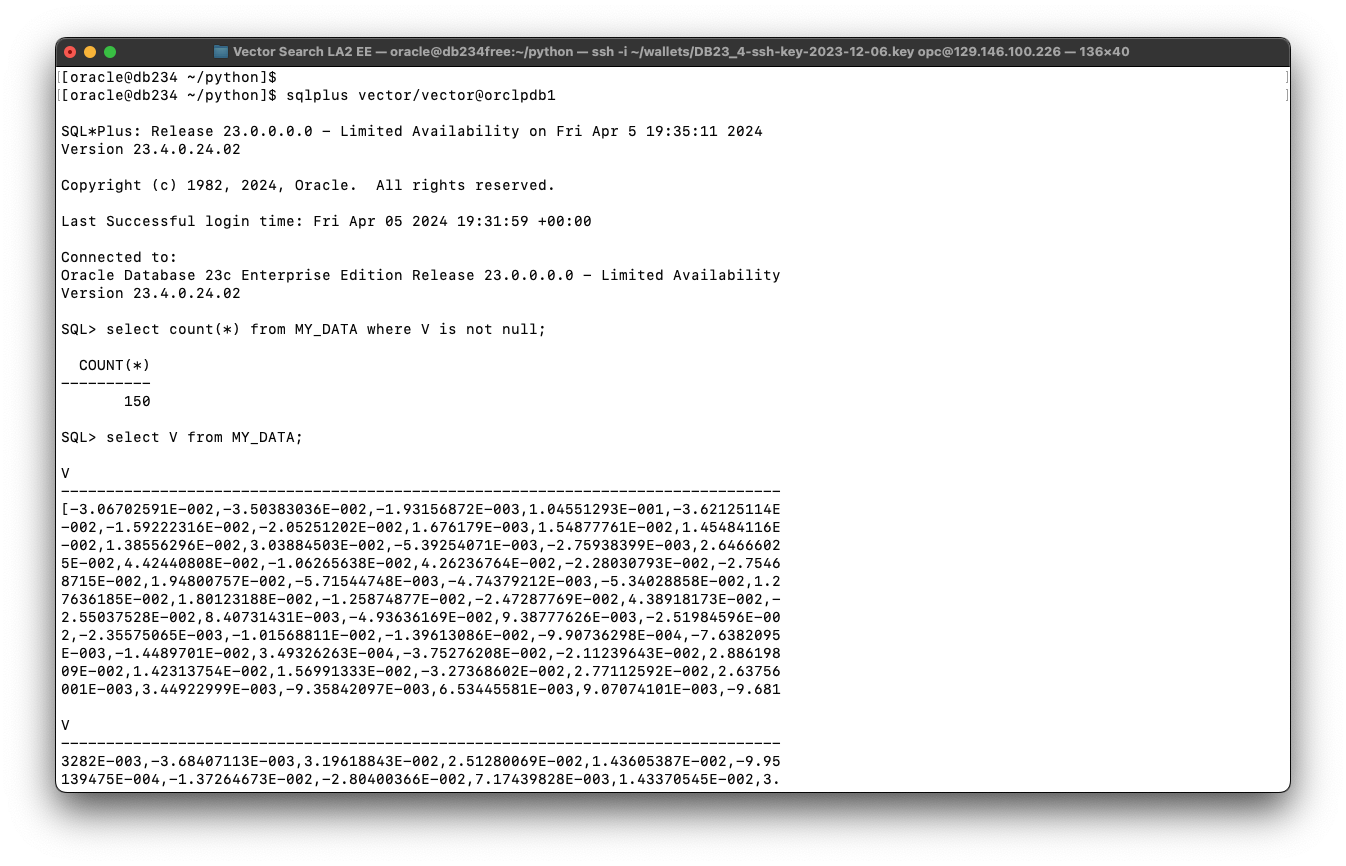 Vector Search LA2 EE — oracle@db234free:~/python — ssh -i ~/wallets/DB23_4-ssh-key-2023-12-06.key opc@129.146.100.226 — 136×40
[[oracle@db234 ~/python]$ ]
[[oracle@db234 ~/python]$ sqlplus vector/vector@orclpdb1 ]
SQL*Plus: Release 23.0.0.0.0 - Limited Availability on Fri Apr 5 19:35:11 2024
Version 23.4.0.24.02
Copyright (c) 1982, 2024, Oracle.  All rights reserved.
Last Successful login time: Fri Apr 05 2024 19:31:59 +00:00
Connected to:
Oracle Database 23c Enterprise Edition Release 23.0.0.0.0 - Limited Availability
Version 23.4.0.24.02
SQL> select count(*) from MY_DATA where V is not null;
COUNT(*)
----------
150
SQL> select V from MY_DATA;
V
--------------------------------------------------------------------------------
[-3.06702591E-002,-3.50383036E-002,-1.93156872E-003,1.04551293E-001,-3.62125114E
-002,-1.59222316E-002,-2.05251202E-002,1.676179E-003,1.54877761E-002,1.45484116E
-002,1.38556296E-002,3.03884503E-002,-5.39254071E-003,-2.75938399E-003,2.6466602
5E-002,4.42440808E-002,-1.06265638E-002,4.26236764E-002,-2.28030793E-002,-2.7546
8715E-002,1.94800757E-002,-5.71544748E-003,-4.74379212E-003,-5.34028858E-002,1.2
7636185E-002,1.80123188E-002,-1.25874877E-002,-2.47287769E-002,4.38918173E-002,-
2.55037528E-002,8.40731431E-003,-4.93636169E-002,9.38777626E-003,-2.51984596E-00
2,-2.35575065E-003,-1.01568811E-002,-1.39613086E-002,-9.90736298E-004,-7.6382095
E-003,-1.4489701E-002,3.49326263E-004,-3.75276208E-002,-2.11239643E-002,2.886198
09E-002,1.42313754E-002,1.56991333E-002,-3.27368602E-002,2.77112592E-002,2.63756
001E-003,3.44922999E-003,-9.35842097E-003,6.53445581E-003,9.07074101E-003,-9.681
V
--------------------------------------------------------------------------------
3282E-003,-3.68407113E-003,3.19618843E-002,2.51280069E-002,1.43605387E-002,-9.95
139475E-004,-1.37264673E-002,-2.80400366E-002,7.17439828E-003,1.43370545E-002,3.